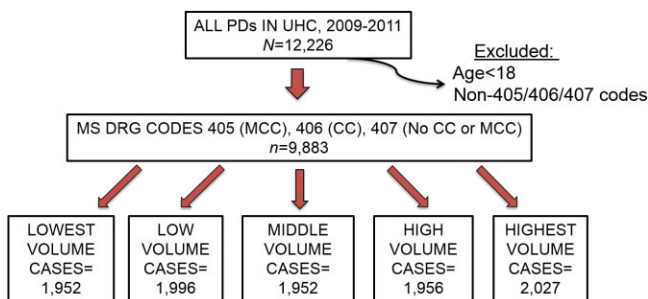 ALL PDs IN UHC, 2009-2011
N=12,226
Excluded:
Age<18
Non-405/406/407 codes
MS DRG CODES 405 (MCC), 406 (CC), 407 (No CC or MCC)
n=9,883
LOWEST
VOLUME
CASES=
1,952
LOW
VOLUME
CASES=
1,996
MIDDLE
VOLUME
CASES=
1,952
HIGH
VOLUME
CASES=
1,956
HIGHEST
VOLUME
CASES=
2,027